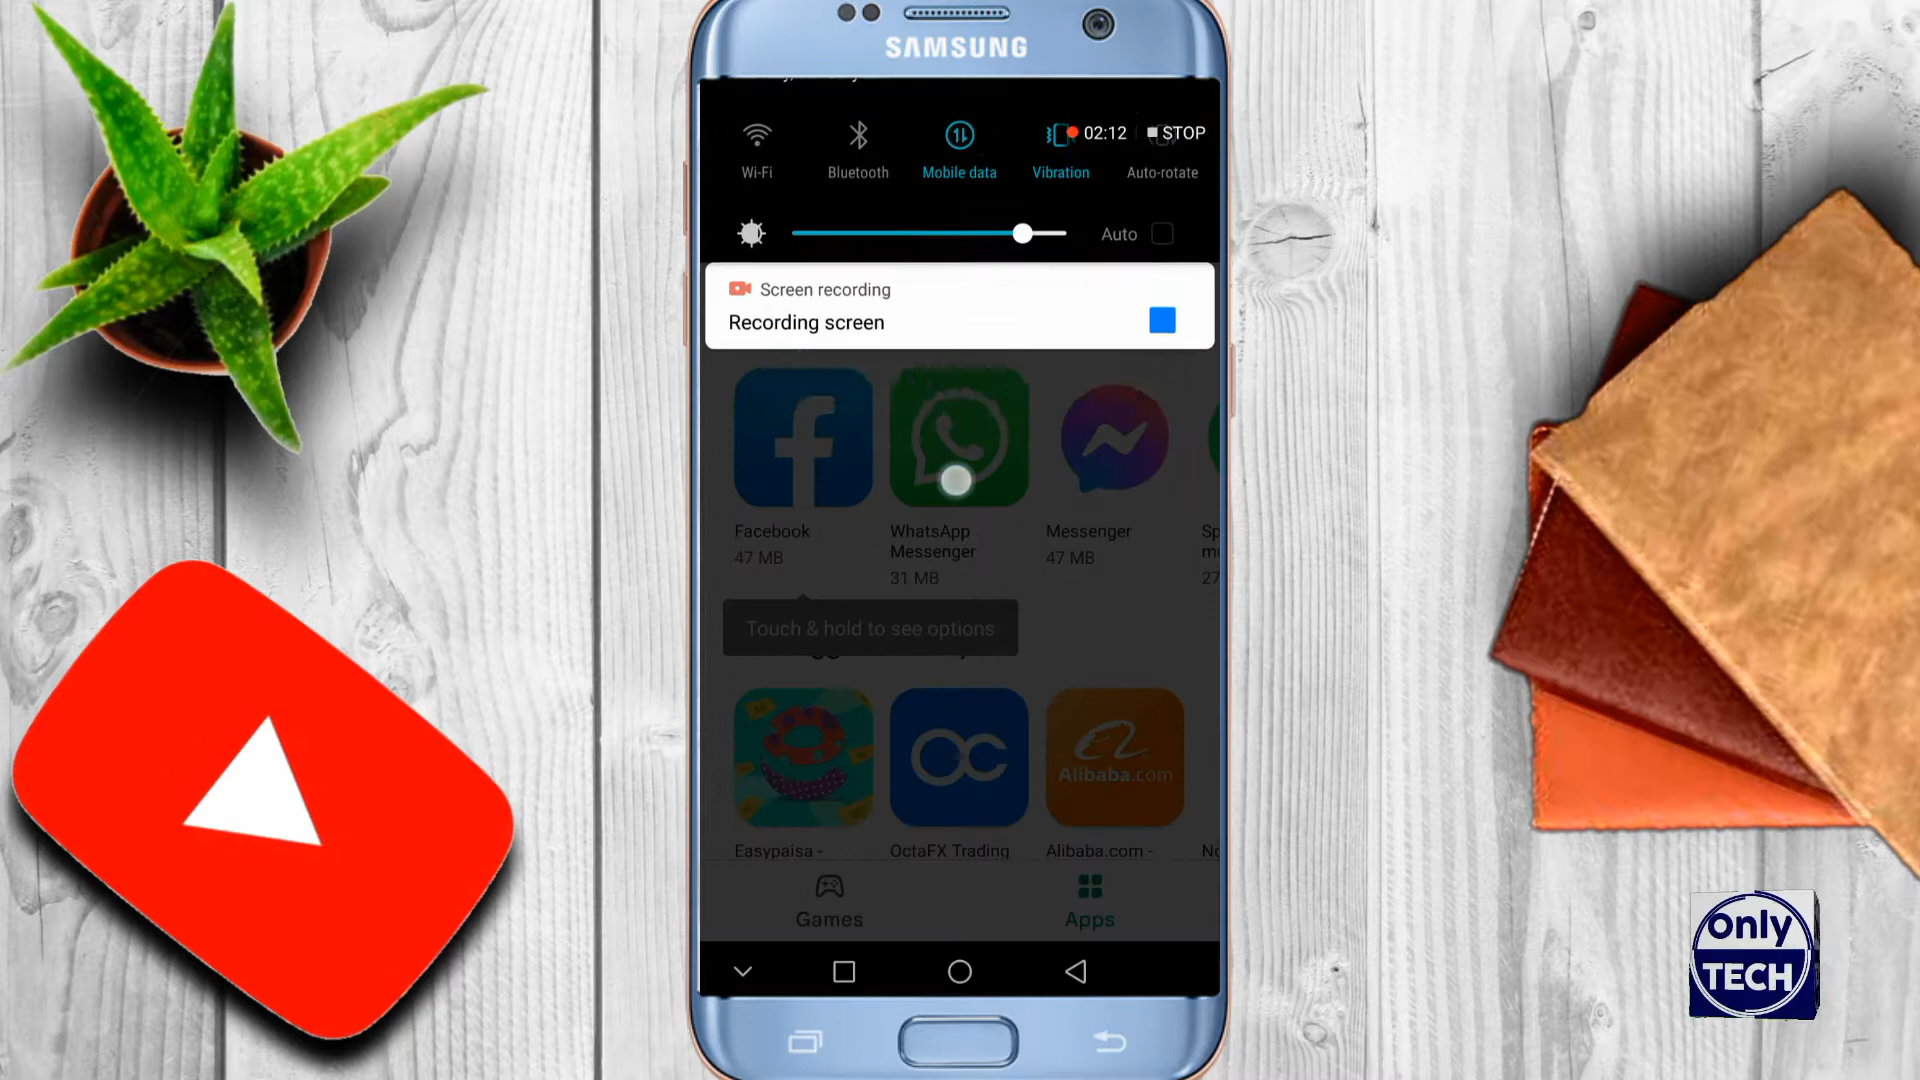 SAMSUNG
02:12
STOP
Wi-Fi
Bluetooth
Mobile data
Vibration
Auto-rotate
Auto
Screen recording
Recording screen
Facebook
47 MB
WhatsApp
Messenger
31 MB
Messenger
47 MB
Sp
m
27
Touch & hold to see options
Alibaba.com
Easypaisa -
OctaFX Trading
Alibaba.com -
Games
Apps
Only
TECH